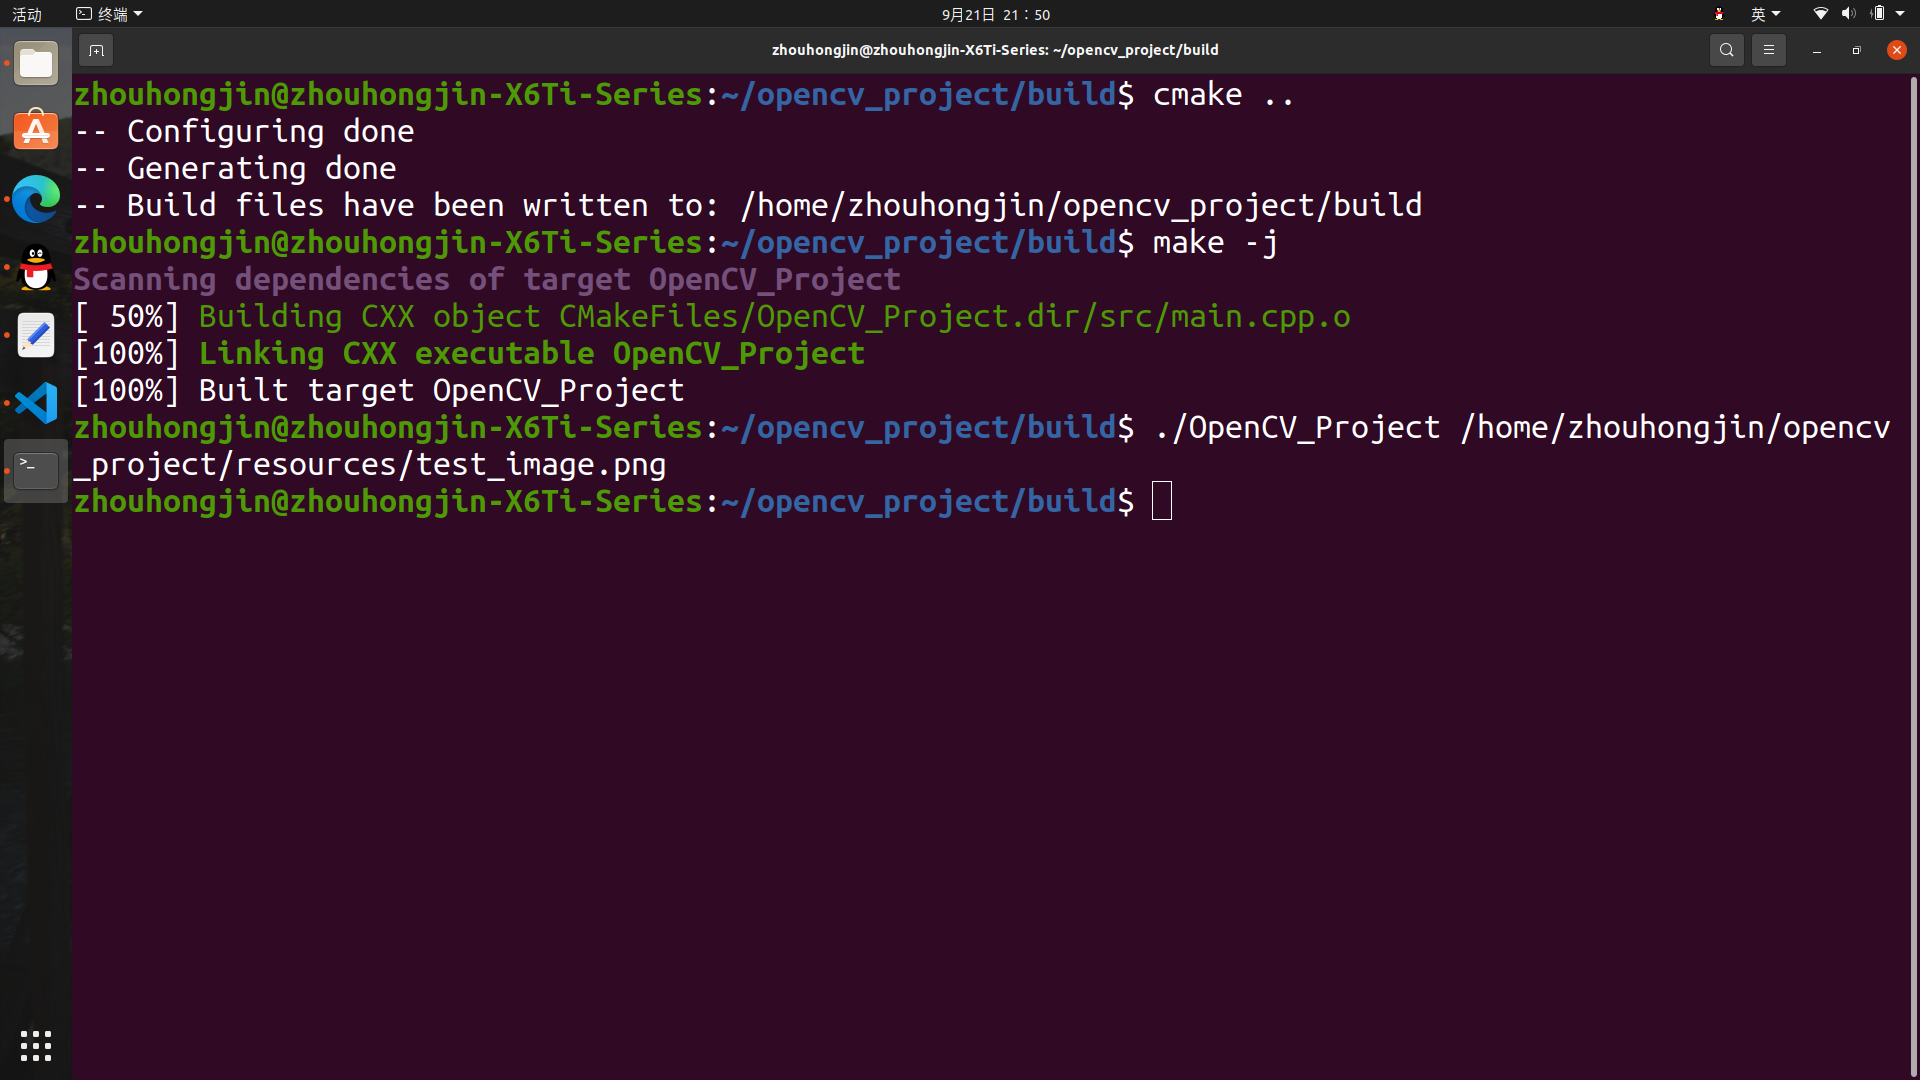 活动
终端
9月21日 21：50
英
zhouhongjin@zhouhongjin-X6Ti-Series: ~/opencv_project/build
zhouhongjin@zhouhongjin-X6Ti-Series:~/opencv_project/build$ cmake ..
-- Configuring done
-- Generating done
-- Build files have been written to: /home/zhouhongjin/opencv_project/build
zhouhongjin@zhouhongjin-X6Ti-Series:~/opencv_project/build$ make -j
Scanning dependencies of target OpenCV_Project
[ 50%] Building CXX object CMakeFiles/OpenCV_Project.dir/src/main.cpp.o
[100%] Linking CXX executable OpenCV_Project
[100%] Built target OpenCV_Project
zhouhongjin@zhouhongjin-X6Ti-Series:~/opencv_project/build$ ./OpenCV_Project /home/zhouhongjin/opencv
_project/resources/test_image.png
zhouhongjin@zhouhongjin-X6Ti-Series:~/opencv_project/build$